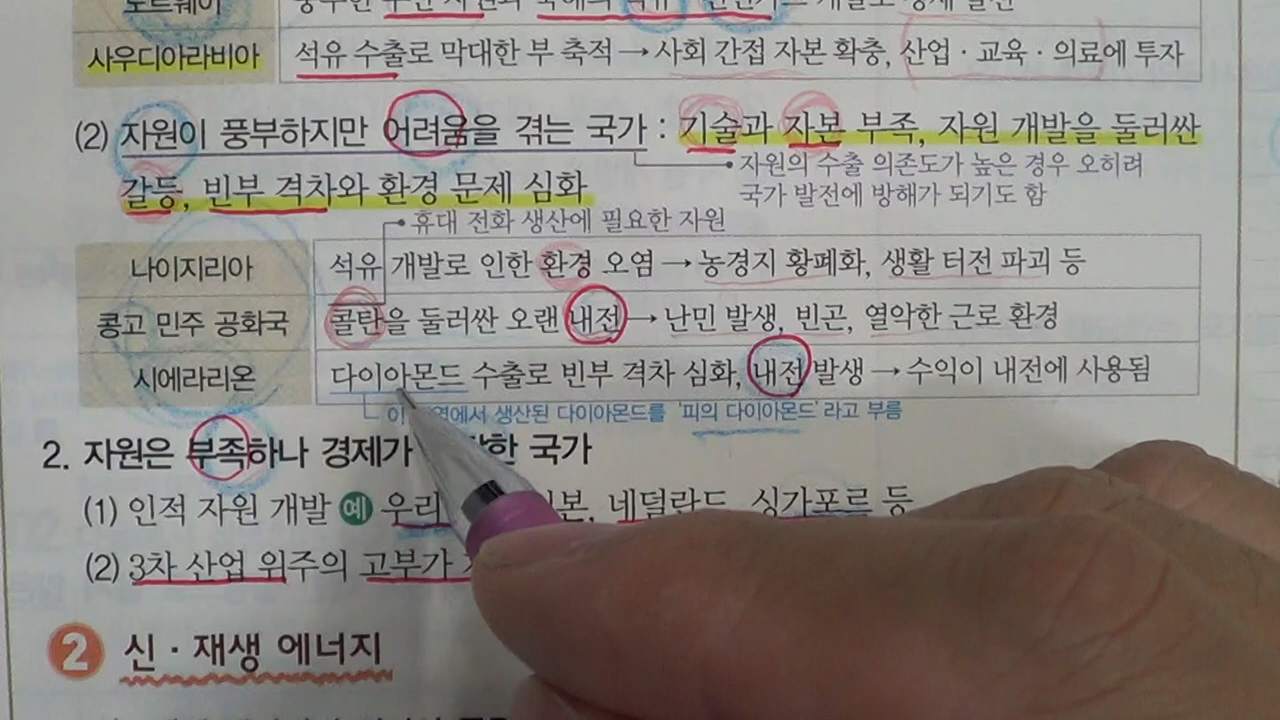 노르웨이
사우디아라비아 석유 수출로 막대한 부 축적 → 사회 간접 자본 확충, 산업·교육·의료에 투자
(2) 자원이 풍부하지만 어려움을 겪는 국가 : 기술과 자본 부족, 자원 개발을 둘러싼
자원의 수출 의존도가 높은 경우 오히려
갈등, 빈부 격차와 환경 문제 심화
국가 발전에 방해가 되기도 함
휴대 전화 생산에 필요한 자원
나이지리아 석유 개발로 인한 환경 오염 → 농경지 황폐화, 생활 터전 파괴 등
콩고 민주 공화국 콜탄을 둘러싼 오랜 내전 → 난민 발생, 빈곤, 열악한 근로 환경
시에라리온 다이아몬드 수출로 빈부 격차 심화, 내전 발생 → 수익이 내전에 사용됨
이 에서 생산된 다이아몬드를 '피의 다이아몬드'라고 부름
2. 자원은 부족하나 경제가 한 국가
(1) 인적 자원 개발 예 우리 본, 네덜란드, 싱가포르 등
(2) 3차 산업 위주의 고부가
2 신·재생 에너지